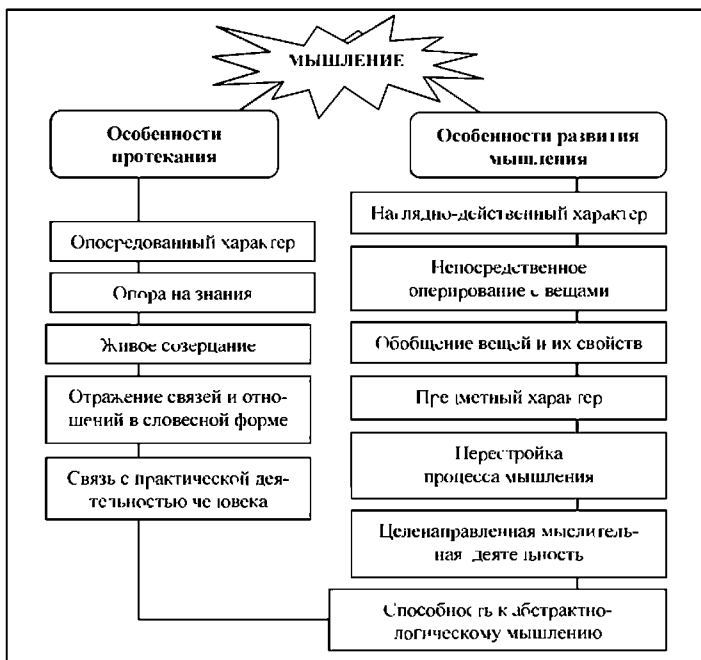 МЫШЛЕНИЕ
Особенности
протекания
Опосредованный характер
Опора на знания
Живое созерцание
Отражение связей и отно-
шений в словесной форме
Связь с практической дея-
тельностью человека
Особенности развития
мышления
Наглядно-действенный характер
Непосредственное
оперирование с вещами
Обобщение вещей и их свойств
Предметный характер
Перестройка
процесса мышления
Целенаправленная мыслитель-
ная деятельность
Способность к абстрактно-
логическому мышлению